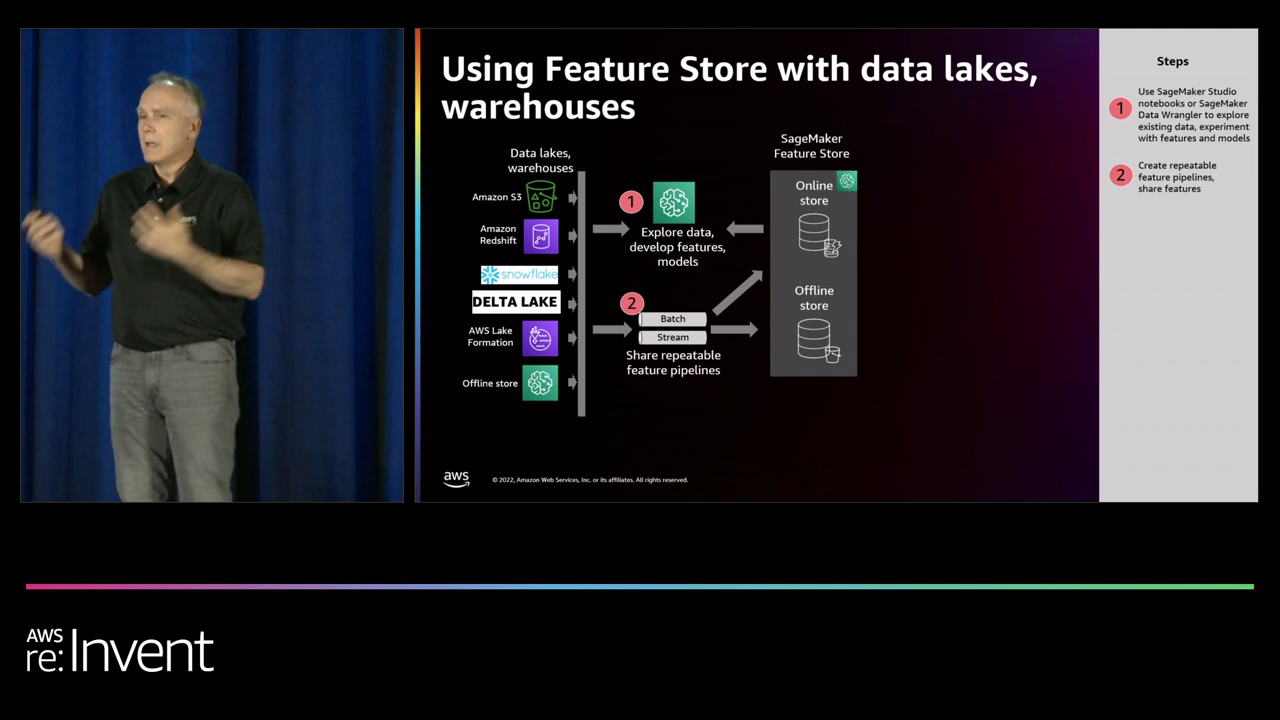 Using Feature Store with data lakes,
warehouses
Data lakes,
warehouses
Amazon S3
Amazon
Redshift
snowflake
DELTA LAKE
AWS Lake
Formation
Offline store
1
Explore data,
develop features,
models
2
Batch
Stream
Share repeatable
feature pipelines
SageMaker
Feature Store
Online
store
Offline
store
Steps
1
Use SageMaker Studio
notebooks or SageMaker
Data Wrangler to explore
existing data, experiment
with features and models
2
Create repeatable
feature pipelines,
share features
aws
© 2022, Amazon Web Services, Inc. or its affiliates. All rights reserved.
aws
AWS
re:Invent